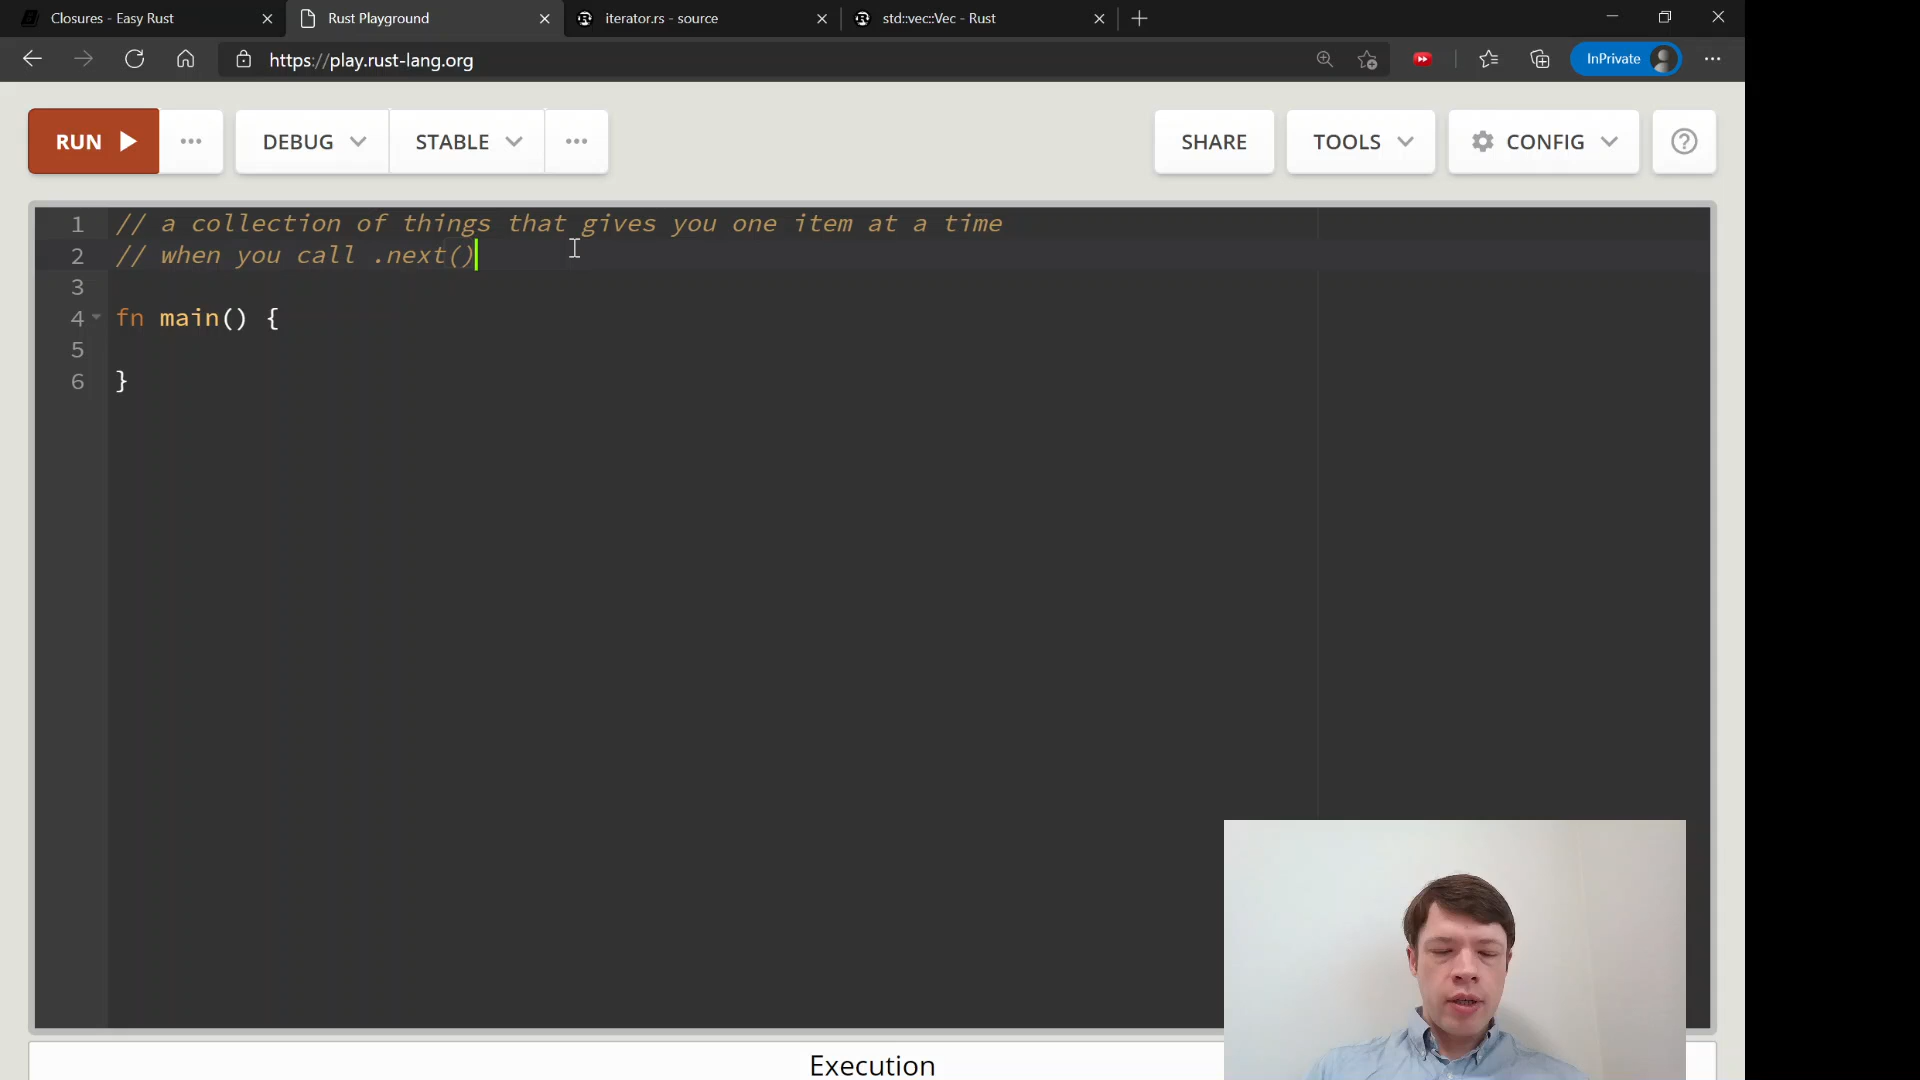 Closures - Easy Rust
Rust Playground
iterator.rs - source
std::vec::Vec - Rust
https://play.rust-lang.org
InPrivate
RUN
DEBUG
STABLE
SHARE
TOOLS
CONFIG
1 // a collection of things that gives you one item at a time
2 // when you call .next()
3
4 fn main() {
5
6 }
Execution